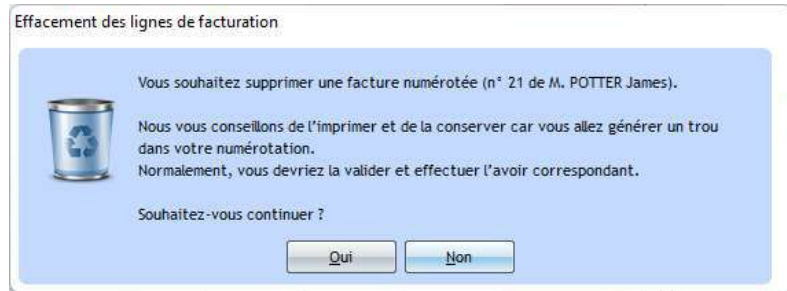 Effacement des lignes de facturation
Vous souhaitez supprimer une facture numérotée (n° 21 de M. POTTER James).
Nous vous conseillons de l'imprimer et de la conserver car vous allez générer un trou
dans votre numérotation.
Normalement, vous devriez la valider et effectuer l'avoir correspondant.
Souhaitez-vous continuer ?
Oui
Non